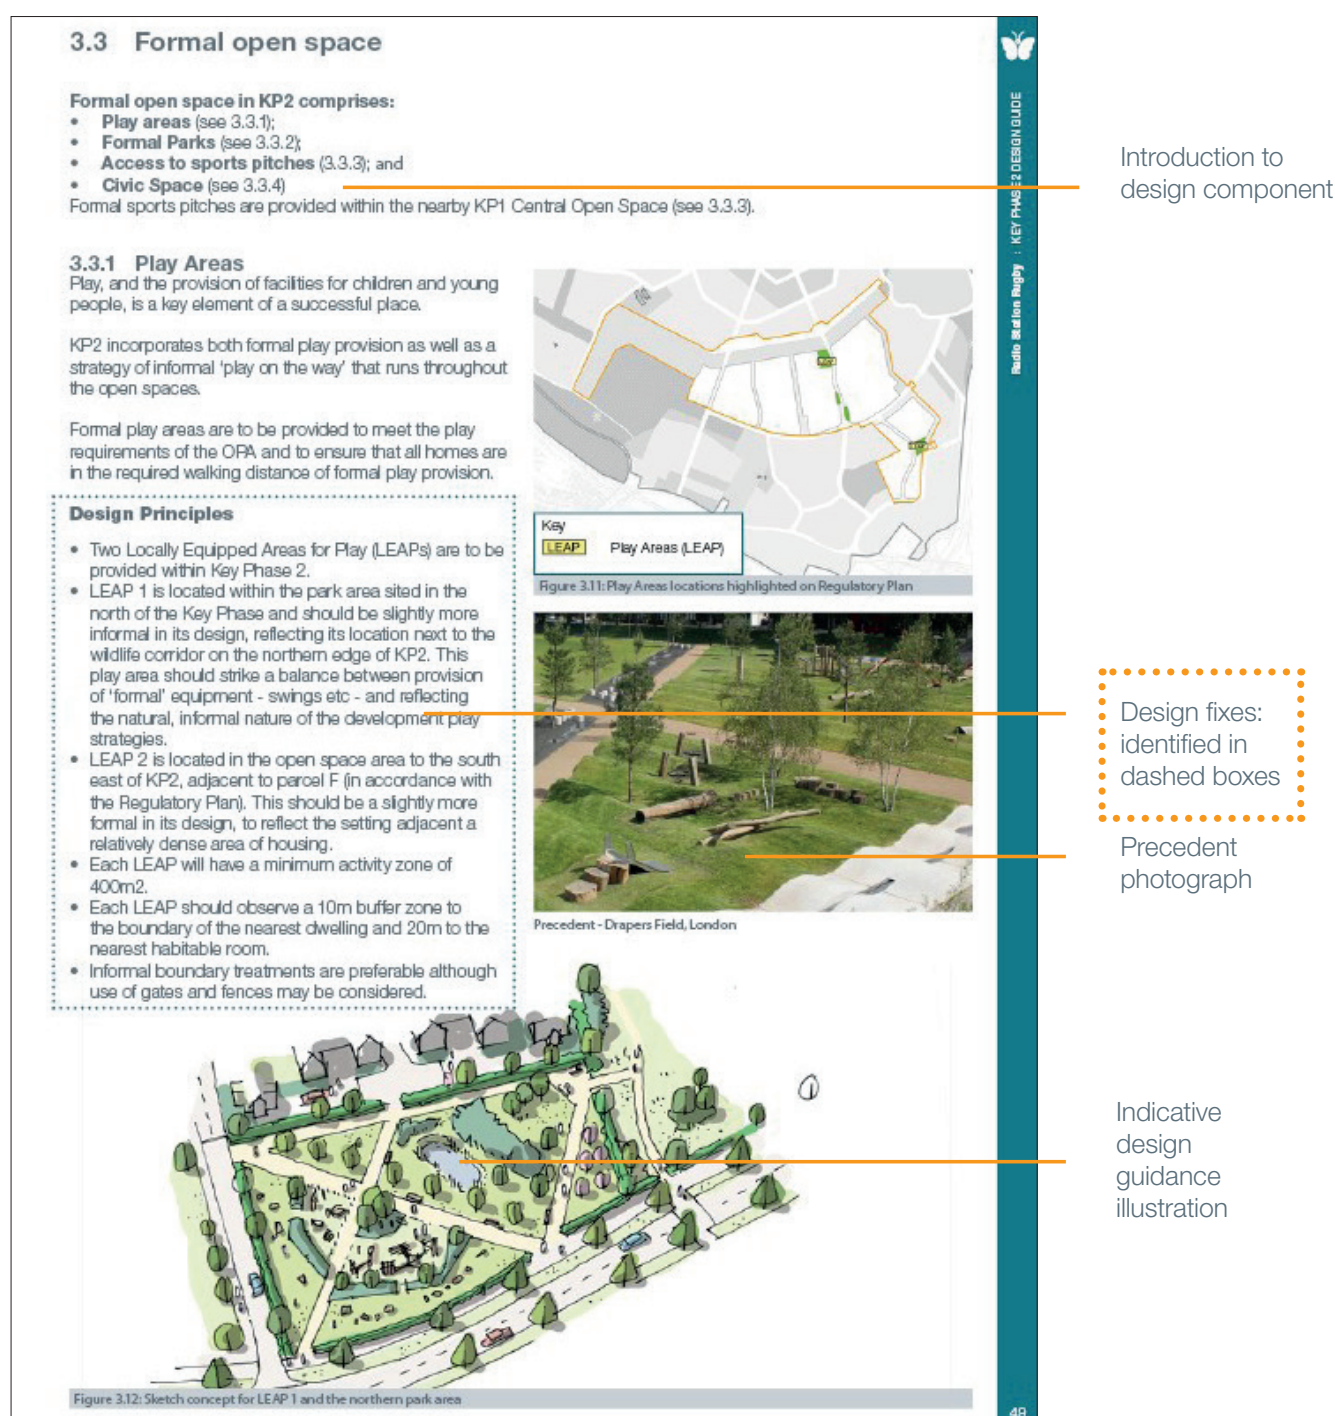 3.3 Formal open space
Formal open space in KP2 comprises:
• Play areas (see 3.3.1);
• Formal Parks (see 3.3.2);
• Access to sports pitches (3.3.3); and
• Civic Space (see 3.3.4)
Formal sports pitches are provided within the nearby KP1 Central Open Space (see 3.3.3).
3.3.1 Play Areas
Play, and the provision of facilities for children and young
people, is a key element of a successful place.
KP2 incorporates both formal play provision as well as a
strategy of informal ‘play on the way’ that runs throughout
the open spaces.
Formal play areas are to be provided to meet the play
requirements of the OPA and to ensure that all homes are
in the required walking distance of formal play provision.
Design Principles
• Two Locally Equipped Areas for Play (LEAPs) are to be
provided within Key Phase 2.
• LEAP 1 is located within the park area sited in the
north of the Key Phase and should be slightly more
informal in its design, reflecting its location next to the
wildlife corridor on the northern edge of KP2. This
play area should strike a balance between provision
of ‘formal’ equipment - swings etc - and reflecting
the natural, informal nature of the development play
strategies.
• LEAP 2 is located in the open space area to the south
east of KP2, adjacent to parcel F (in accordance with
the Regulatory Plan). This should be a slightly more
formal in its design, to reflect the setting adjacent a
relatively dense area of housing.
• Each LEAP will have a minimum activity zone of
400m2.
• Each LEAP should observe a 10m buffer zone to
the boundary of the nearest dwelling and 20m to the
nearest habitable room.
• Informal boundary treatments are preferable although
use of gates and fences may be considered.
Key
LEAP Play Areas (LEAP)
Figure 3.11: Play Areas locations highlighted on Regulatory Plan
Precedent - Drapers Field, London
Figure 3.12: Sketch concept for LEAP 1 and the northern park area
Radio Station Rugby : KEY PHASE 2 DESIGN GUIDE
49
Introduction to
design component
Design fixes:
identified in
dashed boxes
Precedent
photograph
Indicative
design
guidance
illustration